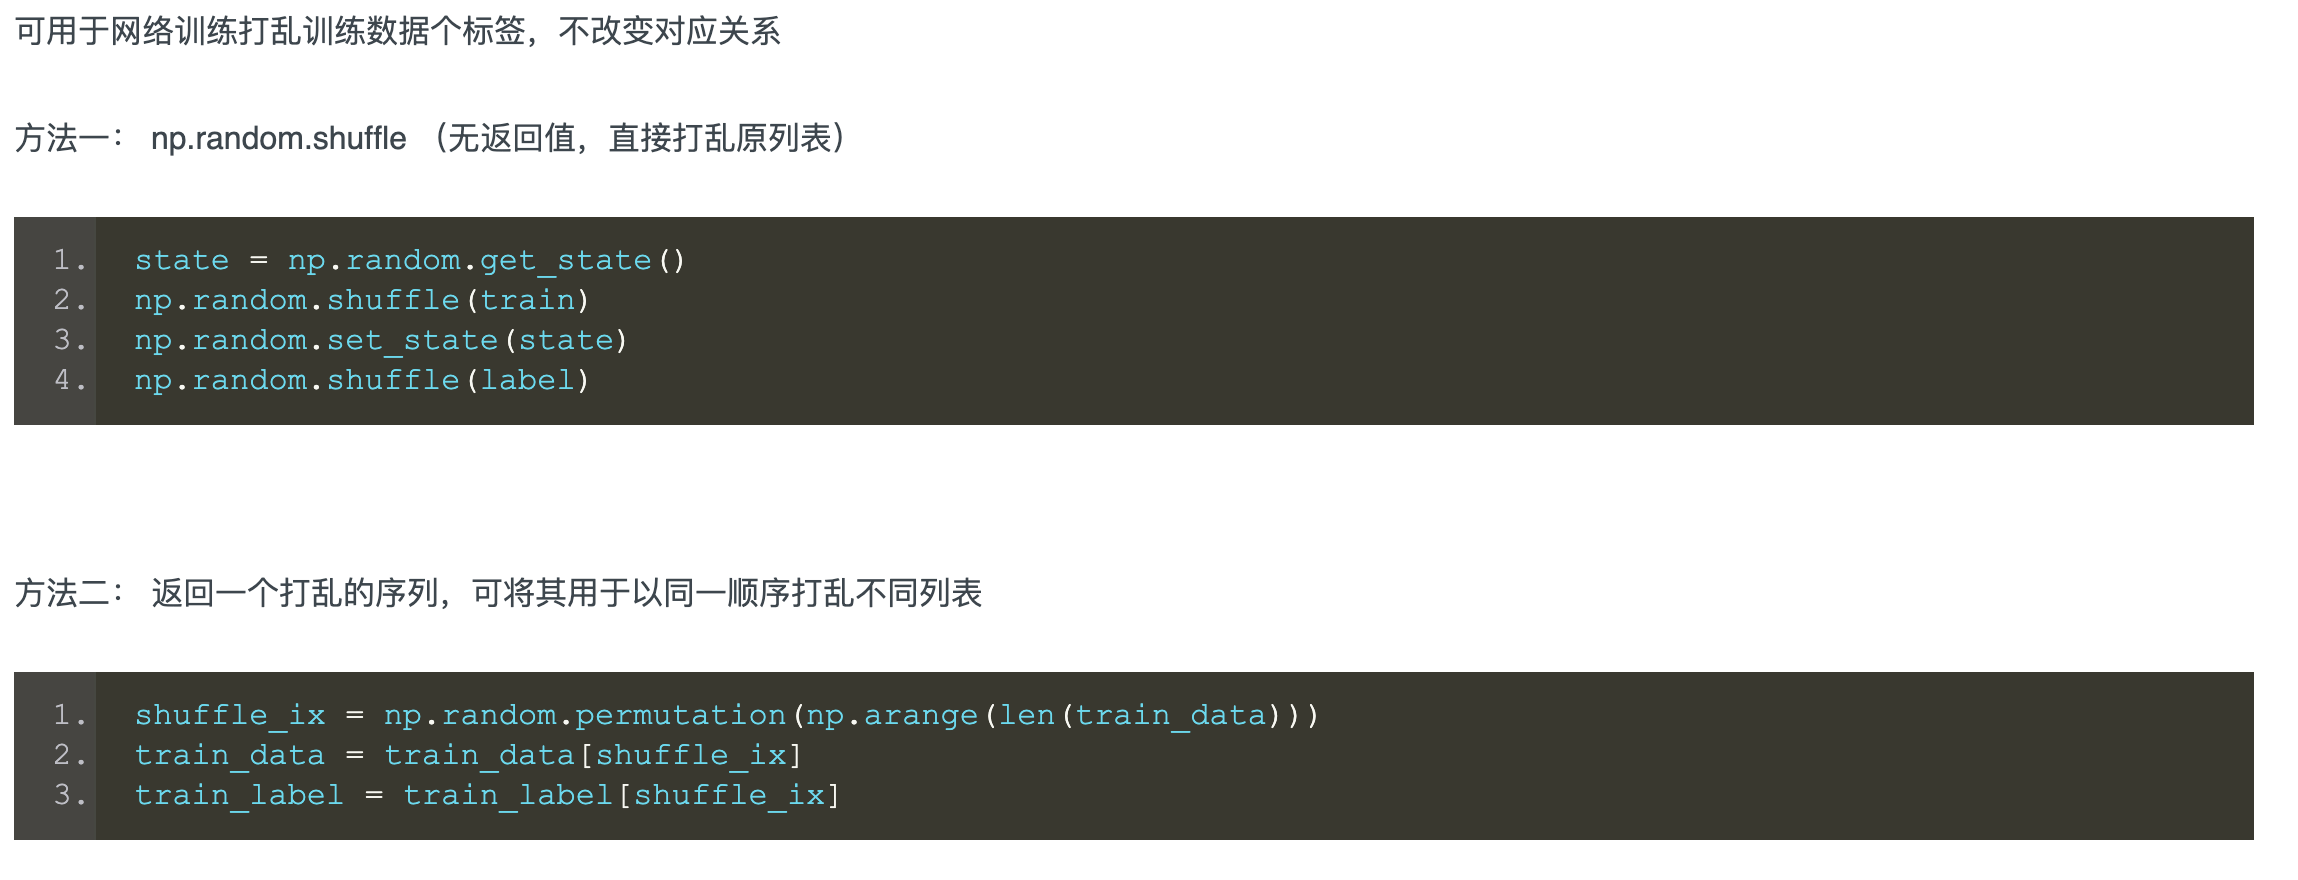 可用于网络训练打乱训练数据个标签，不改变对应关系
方法一： np.random.shuffle （无返回值，直接打乱原列表）
1. state = np.random.get_state()
2. np.random.shuffle(train)
3. np.random.set_state(state)
4. np.random.shuffle(label)
方法二： 返回一个打乱的序列，可将其用于以同一顺序打乱不同列表
1. shuffle_ix = np.random.permutation(np.arange(len(train_data)))
2. train_data = train_data[shuffle_ix]
3. train_label = train_label[shuffle_ix]